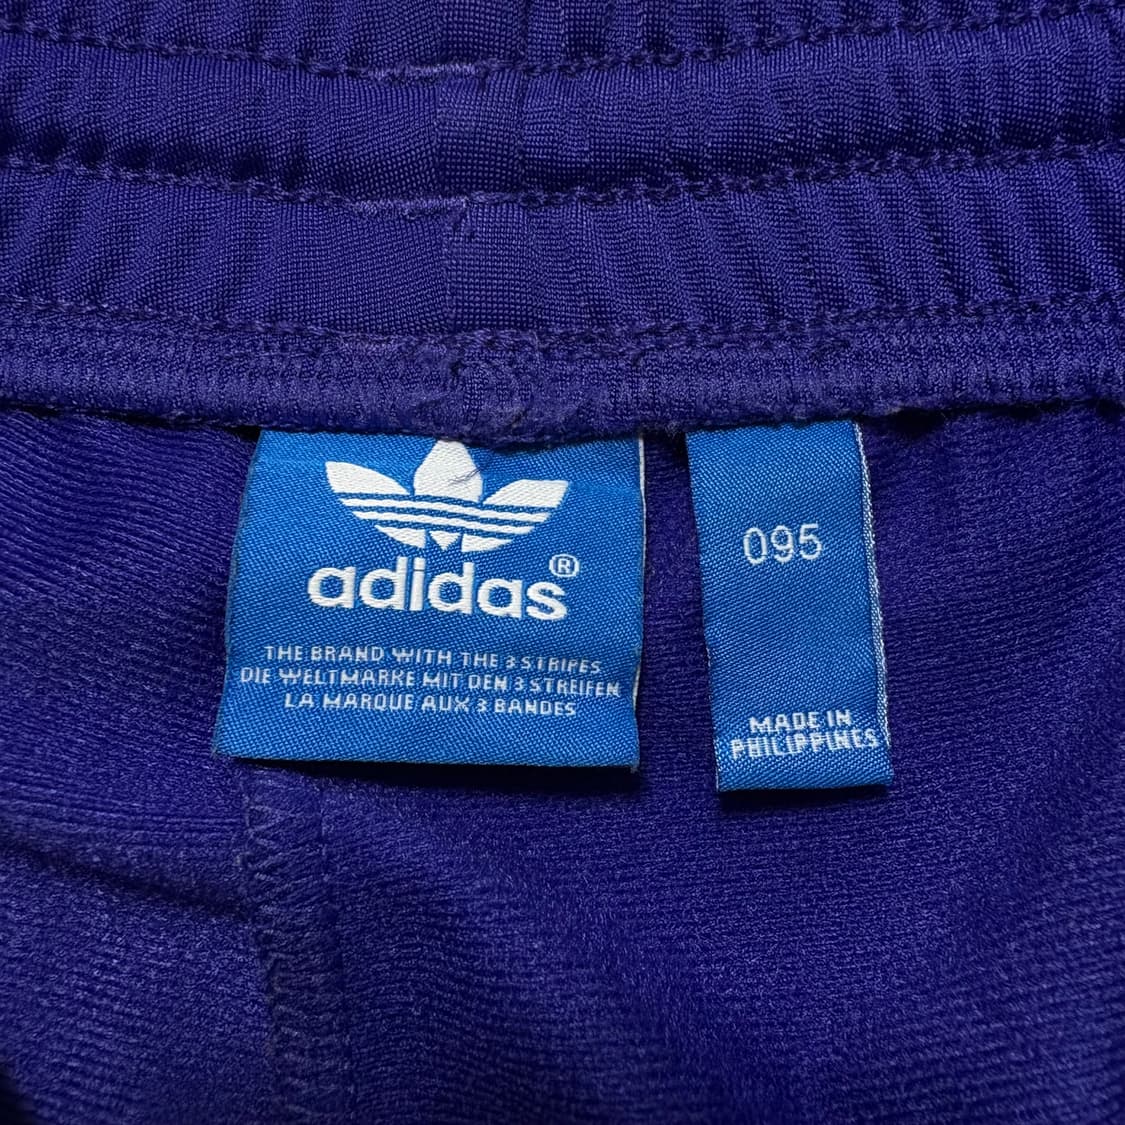 adidas®
THE BRAND WITH THE 3 STRIPES
DIE WELTMARKE MIT DEN 3 STREIFEN
LA MARQUE AUX 3 BANDES
095
MADE IN
PHILIPPINES